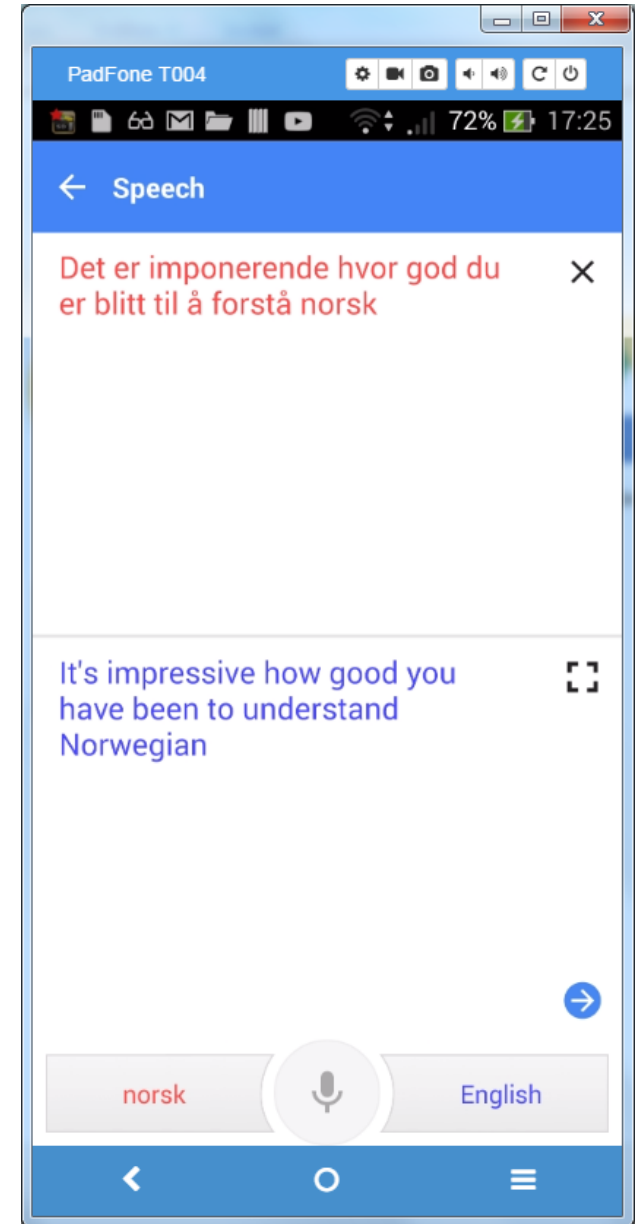 PadFone T004
72% 17:25
Speech
Det er imponerende hvor god du
er blitt til å forstå norsk
It's impressive how good you
have been to understand
Norwegian
norsk
English